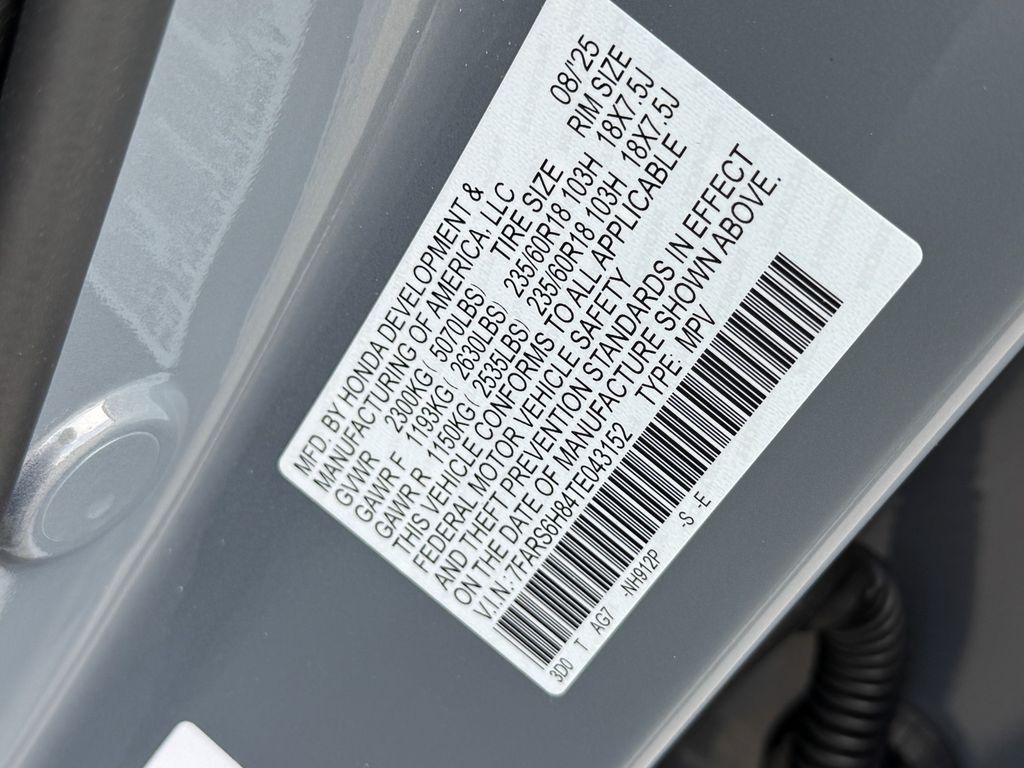 08/'25
MFD. BY HONDA DEVELOPMENT &
MANUFACTURING OF AMERICA, LLC
TIRE SIZE RIM SIZE
GVWR 2300KG( 5070LBS)
GAWR F 1193KG( 2630LBS) 235/60R18 103H 18X7.5J
GAWR R 1150KG( 2535LBS) 235/60R18 103H 18X7.5J
THIS VEHICLE CONFORMS TO ALL APPLICABLE
FEDERAL MOTOR VEHICLE SAFETY
AND THEFT PREVENTION STANDARDS IN EFFECT
ON THE DATE OF MANUFACTURE SHOWN ABOVE.
V.I.N.:7FARS6H841E043152 TYPE : MPV
3D0 T AG7 -NH912P -S -E